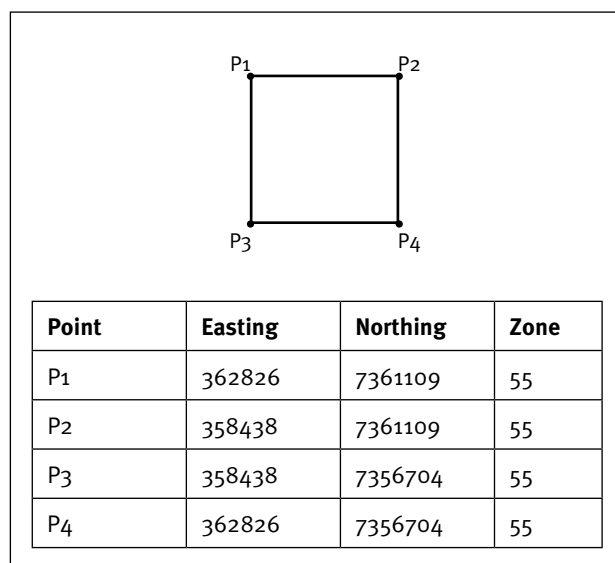 P1 P2
P3 P4
Point Easting Northing Zone
P1 362826 7361109 55
P2 358438 7361109 55
P3 358438 7356704 55
P4 362826 7356704 55